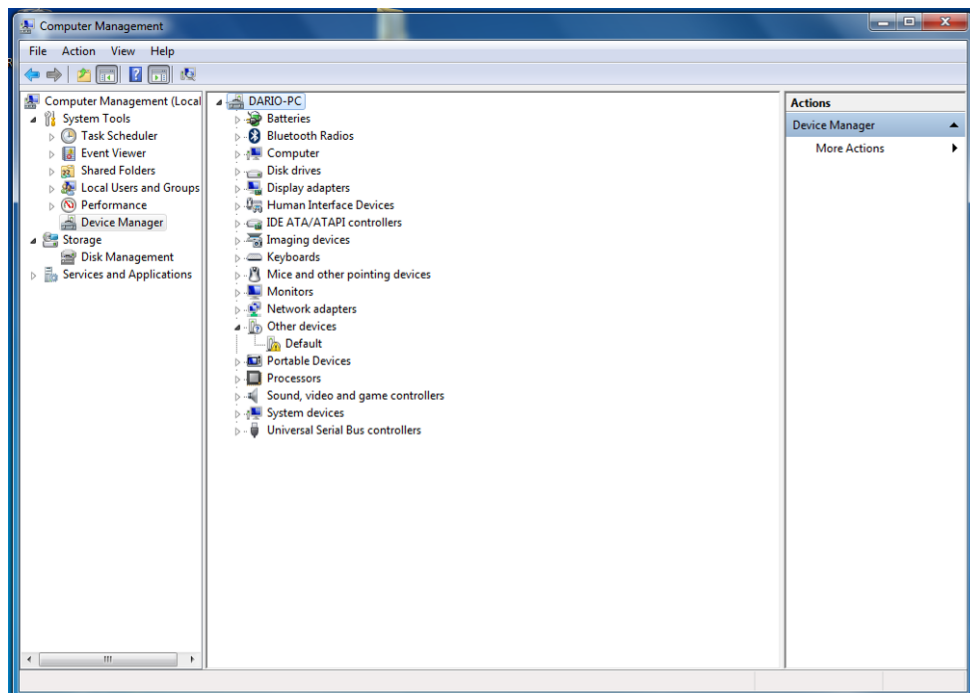 Computer Management
File Action View Help
Computer Management (Local
System Tools
Task Scheduler
Event Viewer
Shared Folders
Local Users and Groups
Performance
Device Manager
Storage
Disk Management
Services and Applications
DARIO-PC
Batteries
Bluetooth Radios
Computer
Disk drives
Display adapters
Human Interface Devices
IDE ATA/ATAPI controllers
Imaging devices
Keyboards
Mice and other pointing devices
Monitors
Network adapters
Other devices
Default
Portable Devices
Processors
Sound, video and game controllers
System devices
Universal Serial Bus controllers
Actions
Device Manager
More Actions